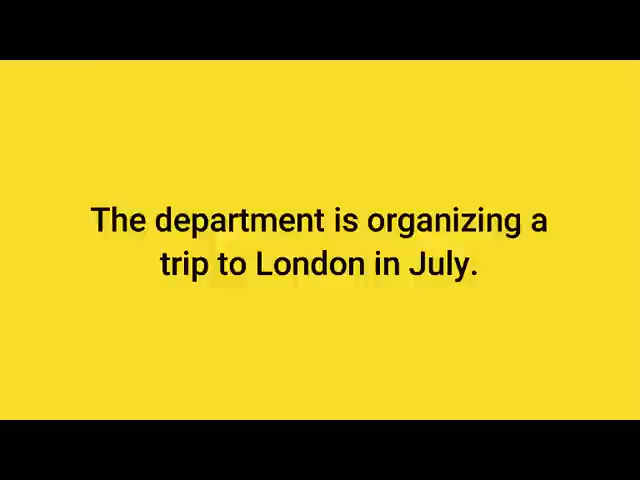 The department is organizing a
trip to London in July.